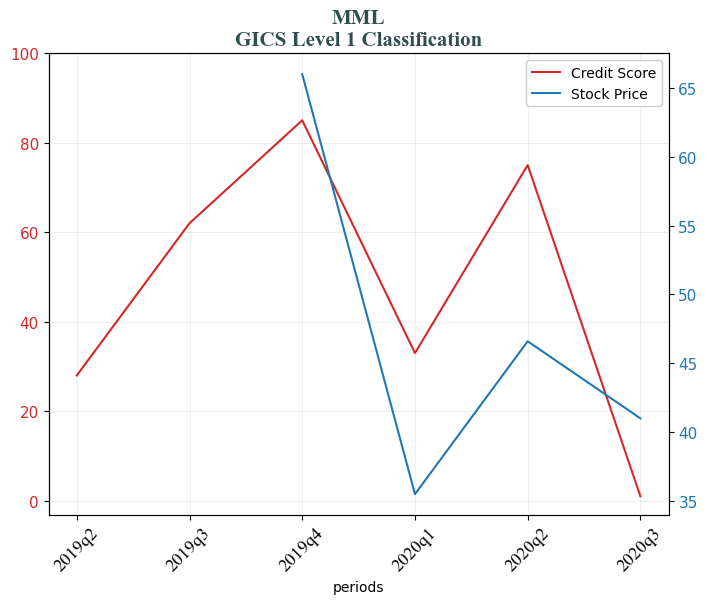 MML
GICS Level 1 Classification
Credit Score
Stock Price
100
80
60
40
20
0
65
60
55
50
45
40
35
2019q2
2019q3
2019q4
2020q1
2020q2
2020q3
periods